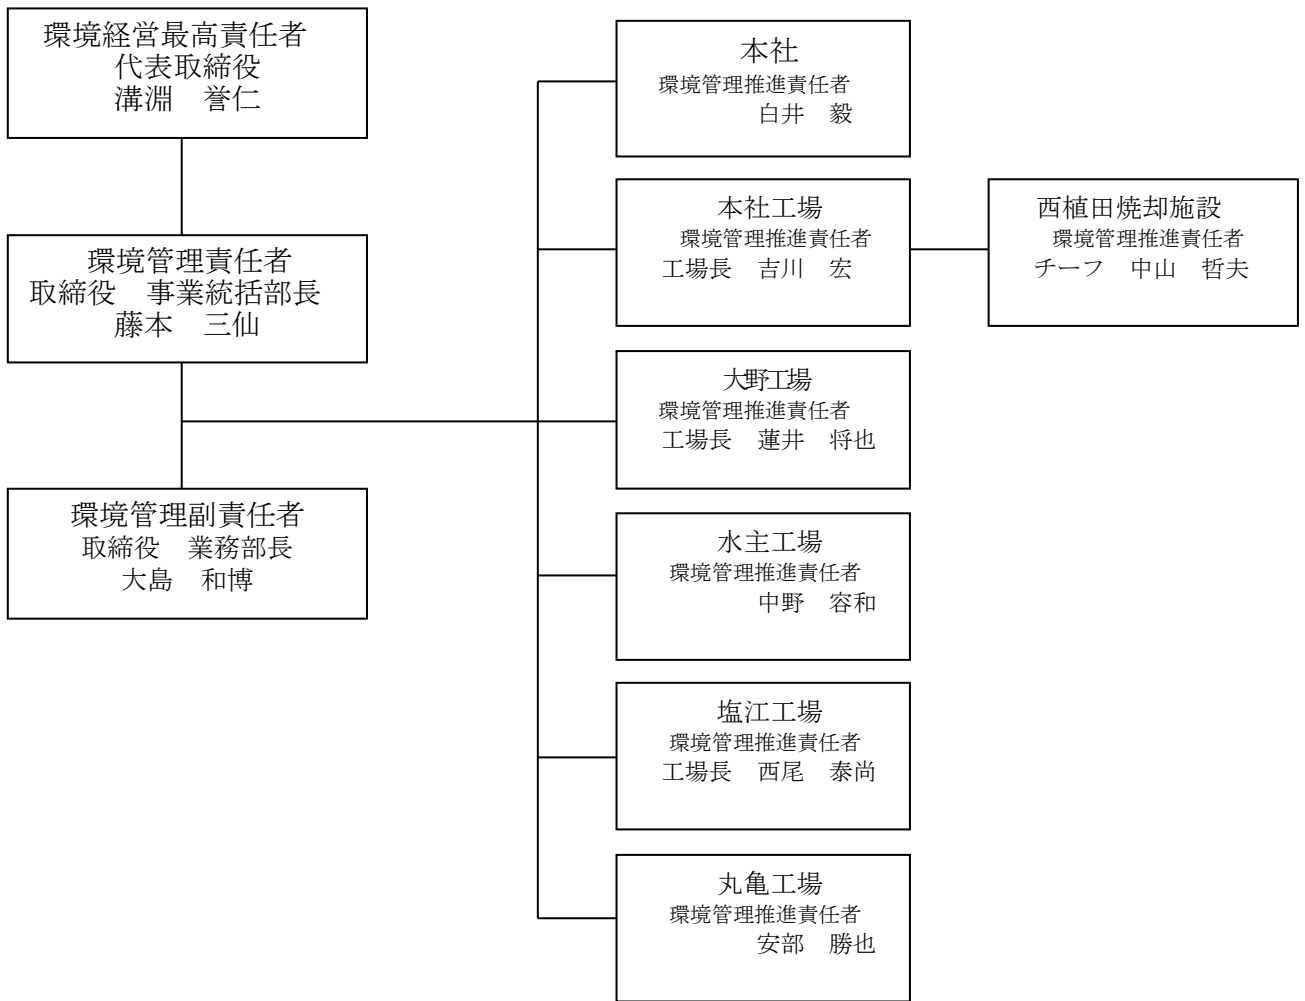 環境経営最高責任者
代表取締役
溝淵　誉仁
環境管理責任者
取締役　事業統括部長
藤本　三仙
環境管理副責任者
取締役　業務部長
大島　和博
本社
環境管理推進責任者
白井　毅
本社工場
環境管理推進責任者
工場長　吉川　宏
西植田焼却施設
環境管理推進責任者
チーフ　中山　哲夫
大野工場
環境管理推進責任者
工場長　蓮井　将也
水主工場
環境管理推進責任者
中野　容和
塩江工場
環境管理推進責任者
工場長　西尾　泰尚
丸亀工場
環境管理推進責任者
安部　勝也